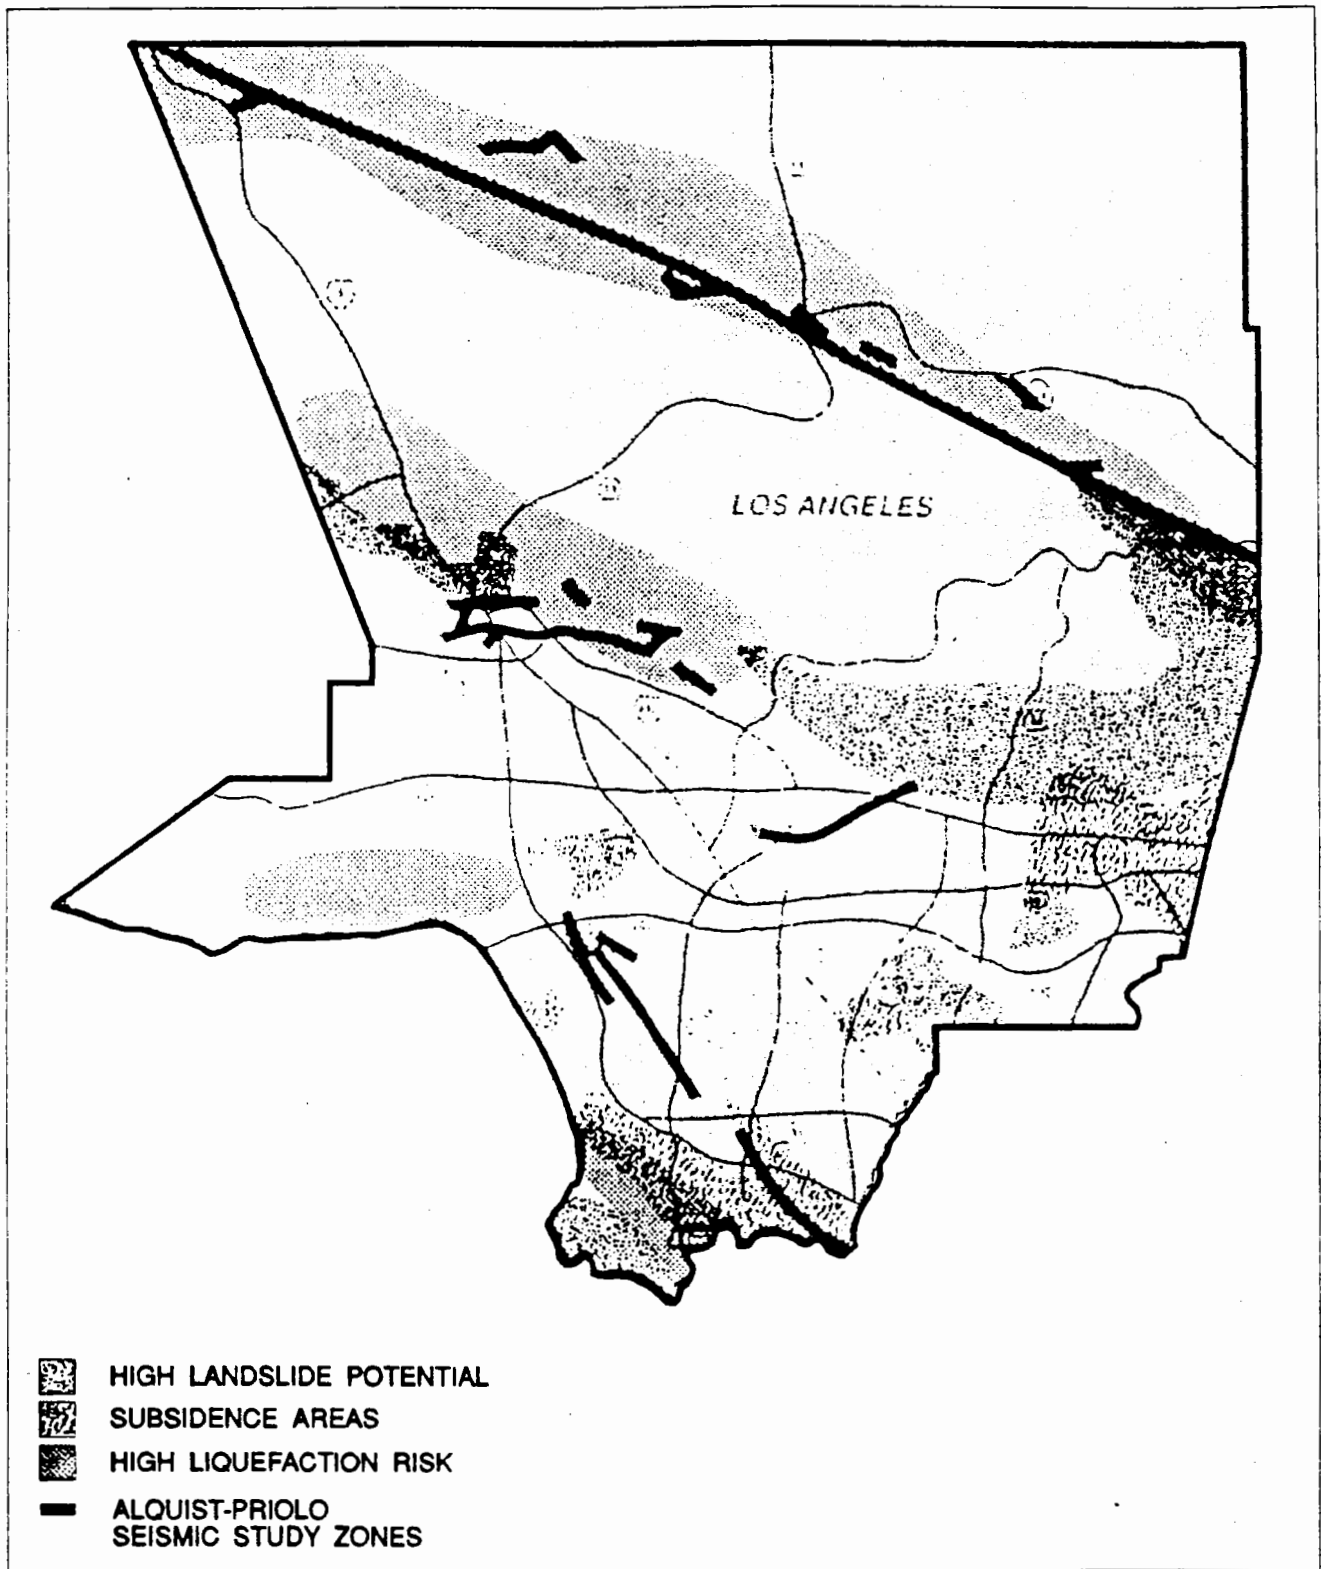 LOS ANGELES
HIGH LANDSLIDE POTENTIAL
SUBSIDENCE AREAS
HIGH LIQUEFACTION RISK
ALQUIST-PRIOLO
SEISMIC STUDY ZONES